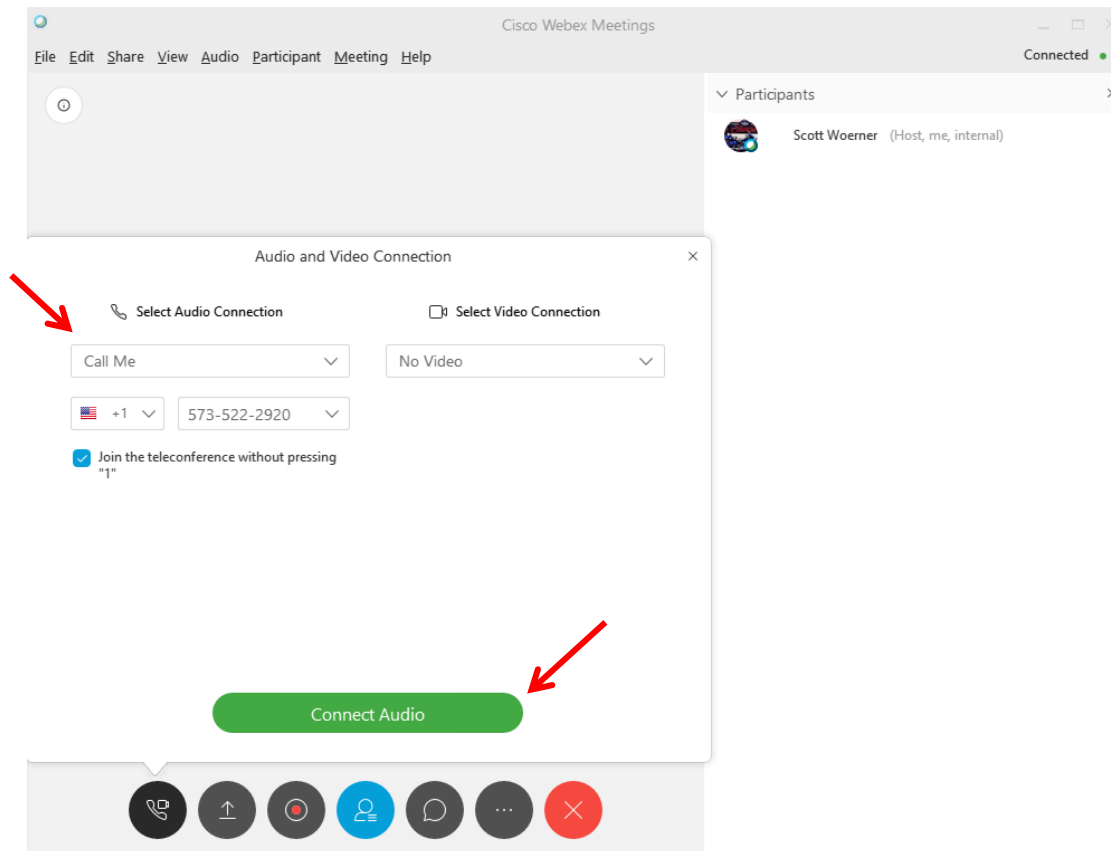 Cisco Webex Meetings
File Edit Share View Audio Participant Meeting Help
Connected
Participants
Scott Woerner (Host, me, internal)
Audio and Video Connection
Select Audio Connection
Select Video Connection
Call Me
No Video
+1
573-522-2920
Join the teleconference without pressing
"1"
Connect Audio